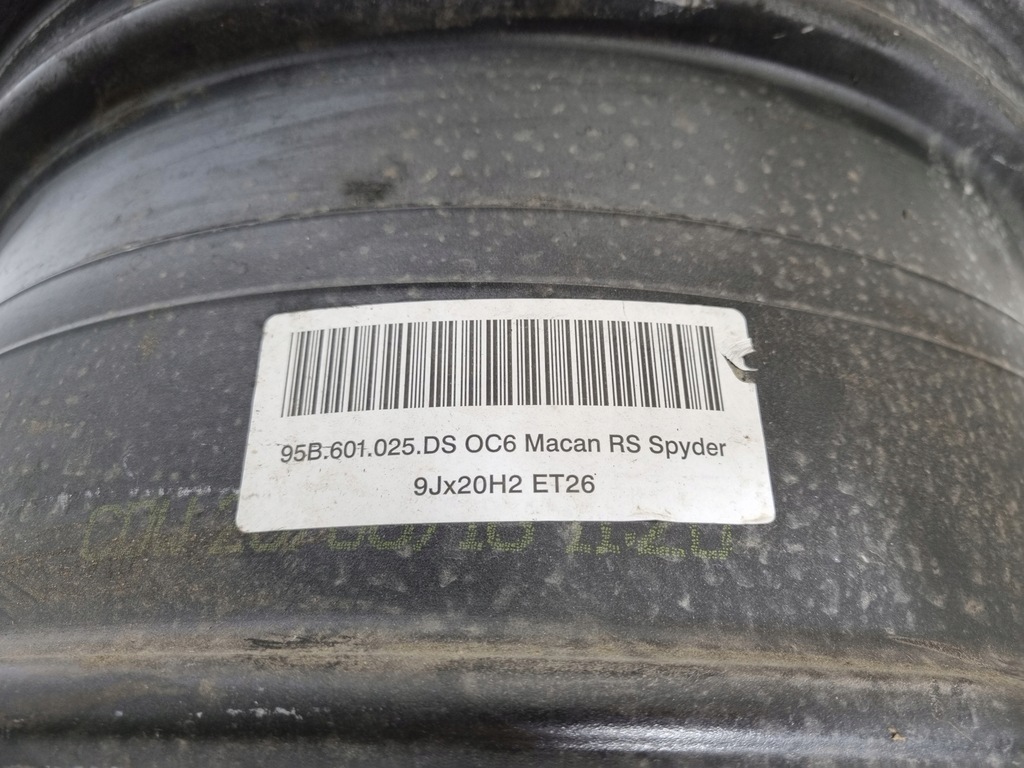 95B.601.025.DS OC6 Macan RS Spyder
9Jx20H2 ET26